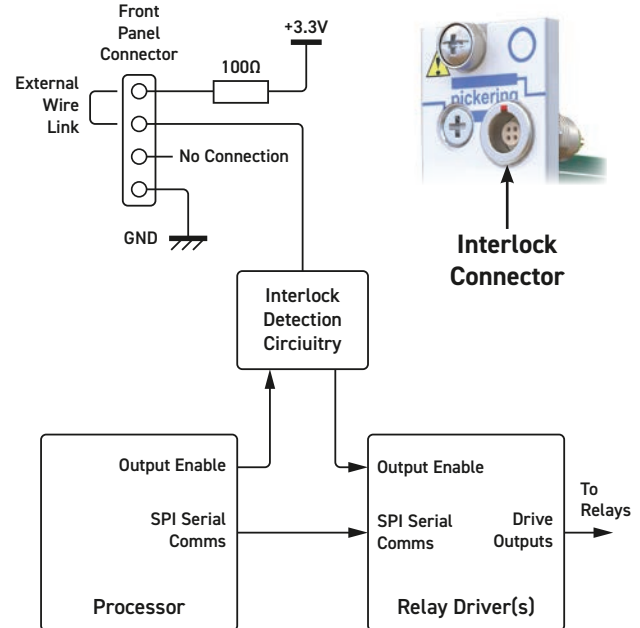 Front
Panel
Connector
+3.3V
100Ω
External
Wire
Link
No Connection
GND
pickering
Interlock
Connector
Interlock
Detection
Circiuitry
Output Enable
SPI Serial
Comms
Processor
Output Enable
SPI Serial
Comms
Drive
Outputs
Relay Driver(s)
To
Relays